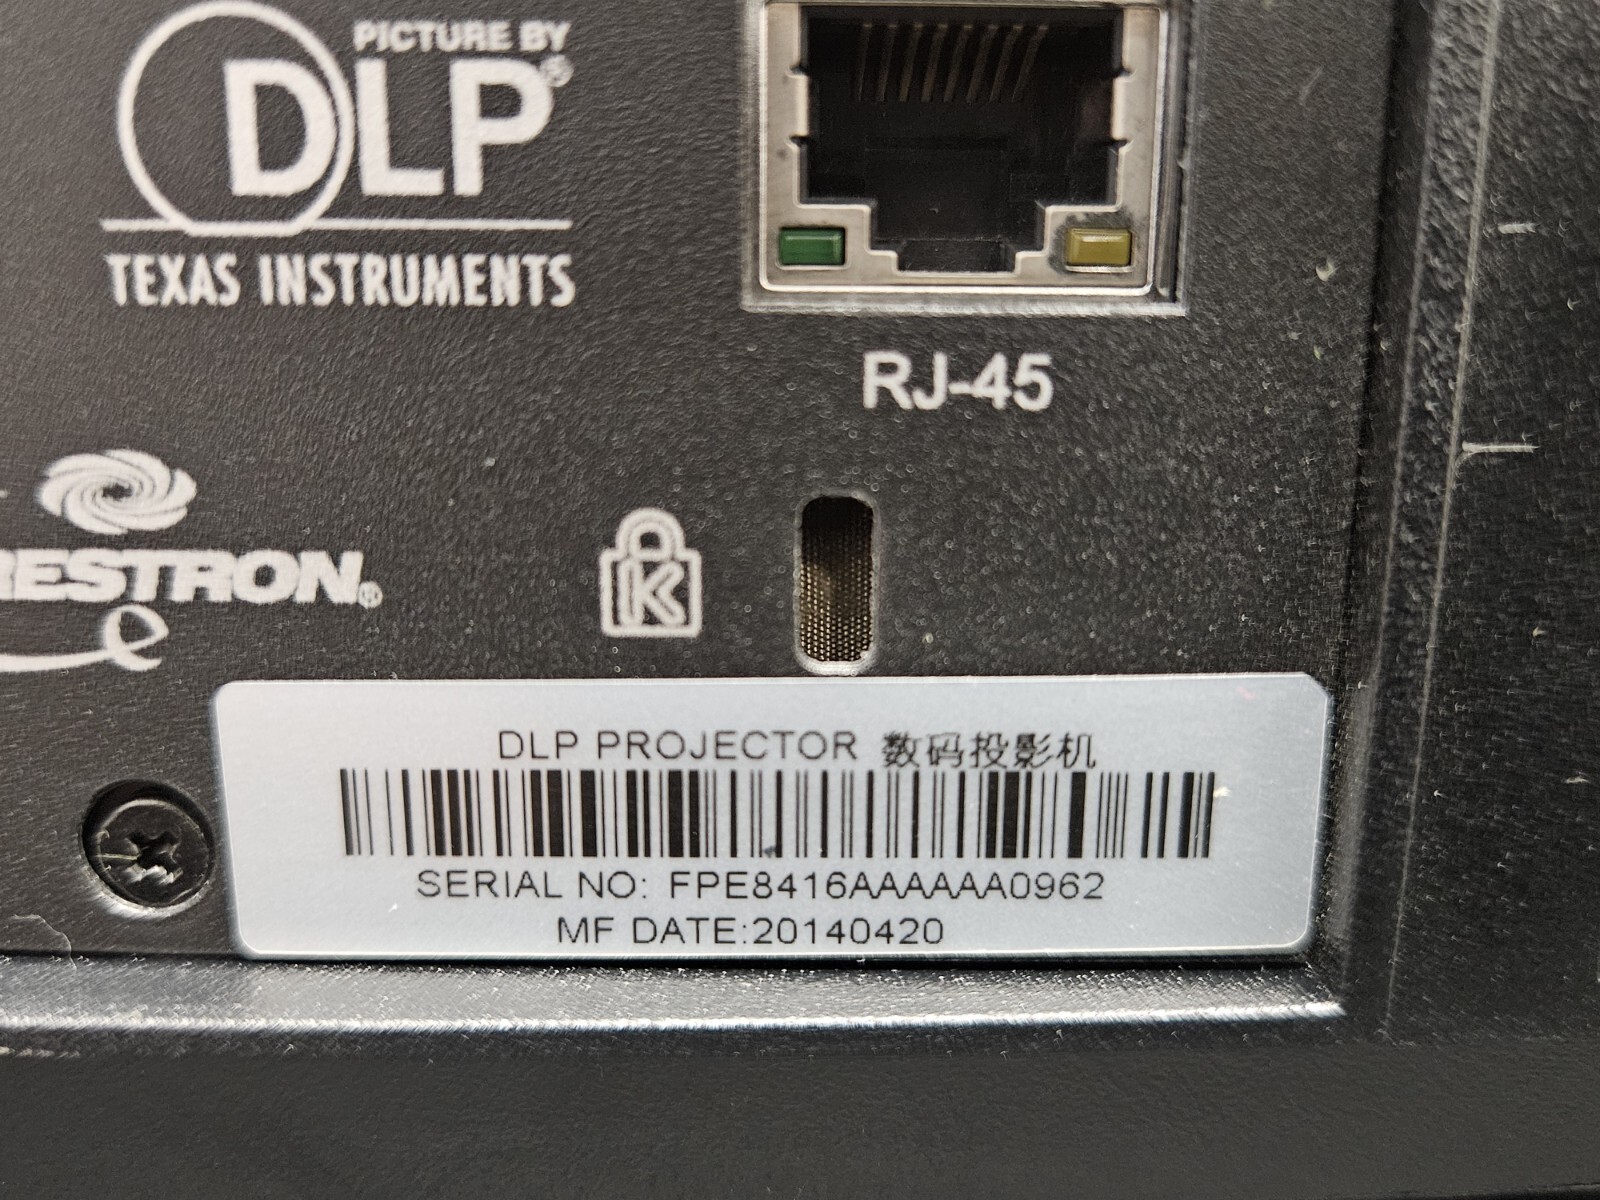 PICTURE BY
DLP®
TEXAS INSTRUMENTS
RJ-45
RESTRON®
K
DLP PROJECTOR 数码投影机
SERIAL NO: FPE8416AAAAAA0962
MF DATE:20140420